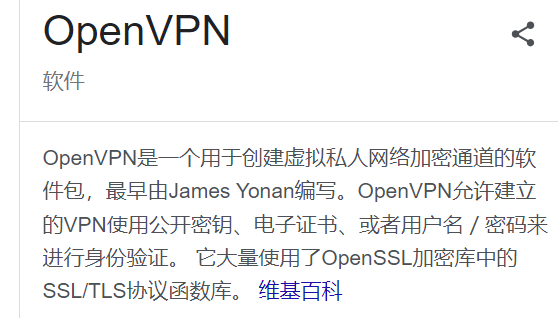 OpenVPN
软件
OpenVPN是一个用于创建虚拟私人网络加密通道的软
件包，最早由James Yonan编写。OpenVPN允许建立
的VPN使用公开密钥、电子证书、或者用户名／密码来
进行身份验证。 它大量使用了OpenSSL加密库中的
SSL/TLS协议函数库。 维基百科